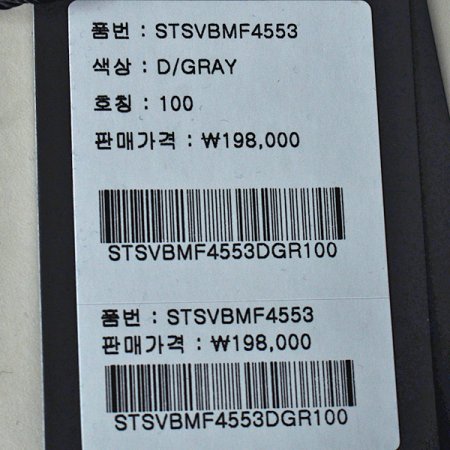 품번 : STSVBMF4553
색상 : D/GRAY
호칭 : 100
판매가격 : ₩198,000
STSVBMF4553DGR100
품번 : STSVBMF4553
판매가격 : ₩198,000
STSVBMF4553DGR100